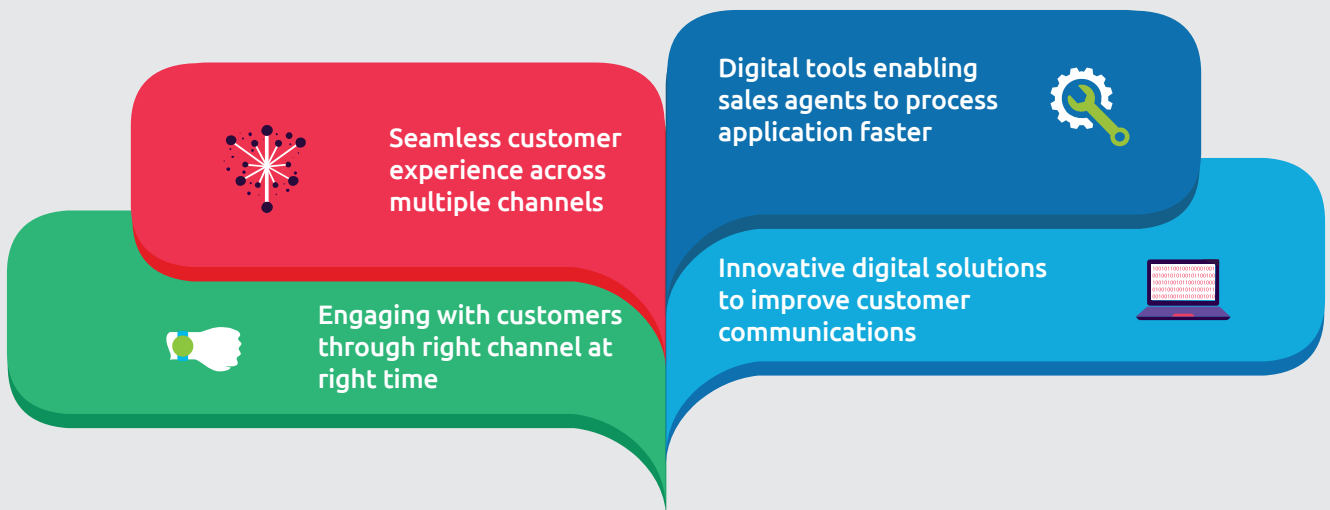 Seamless customer
experience across
multiple channels
Engaging with customers
through right channel at
right time
Digital tools enabling
sales agents to process
application faster
Innovative digital solutions
to improve customer
communications